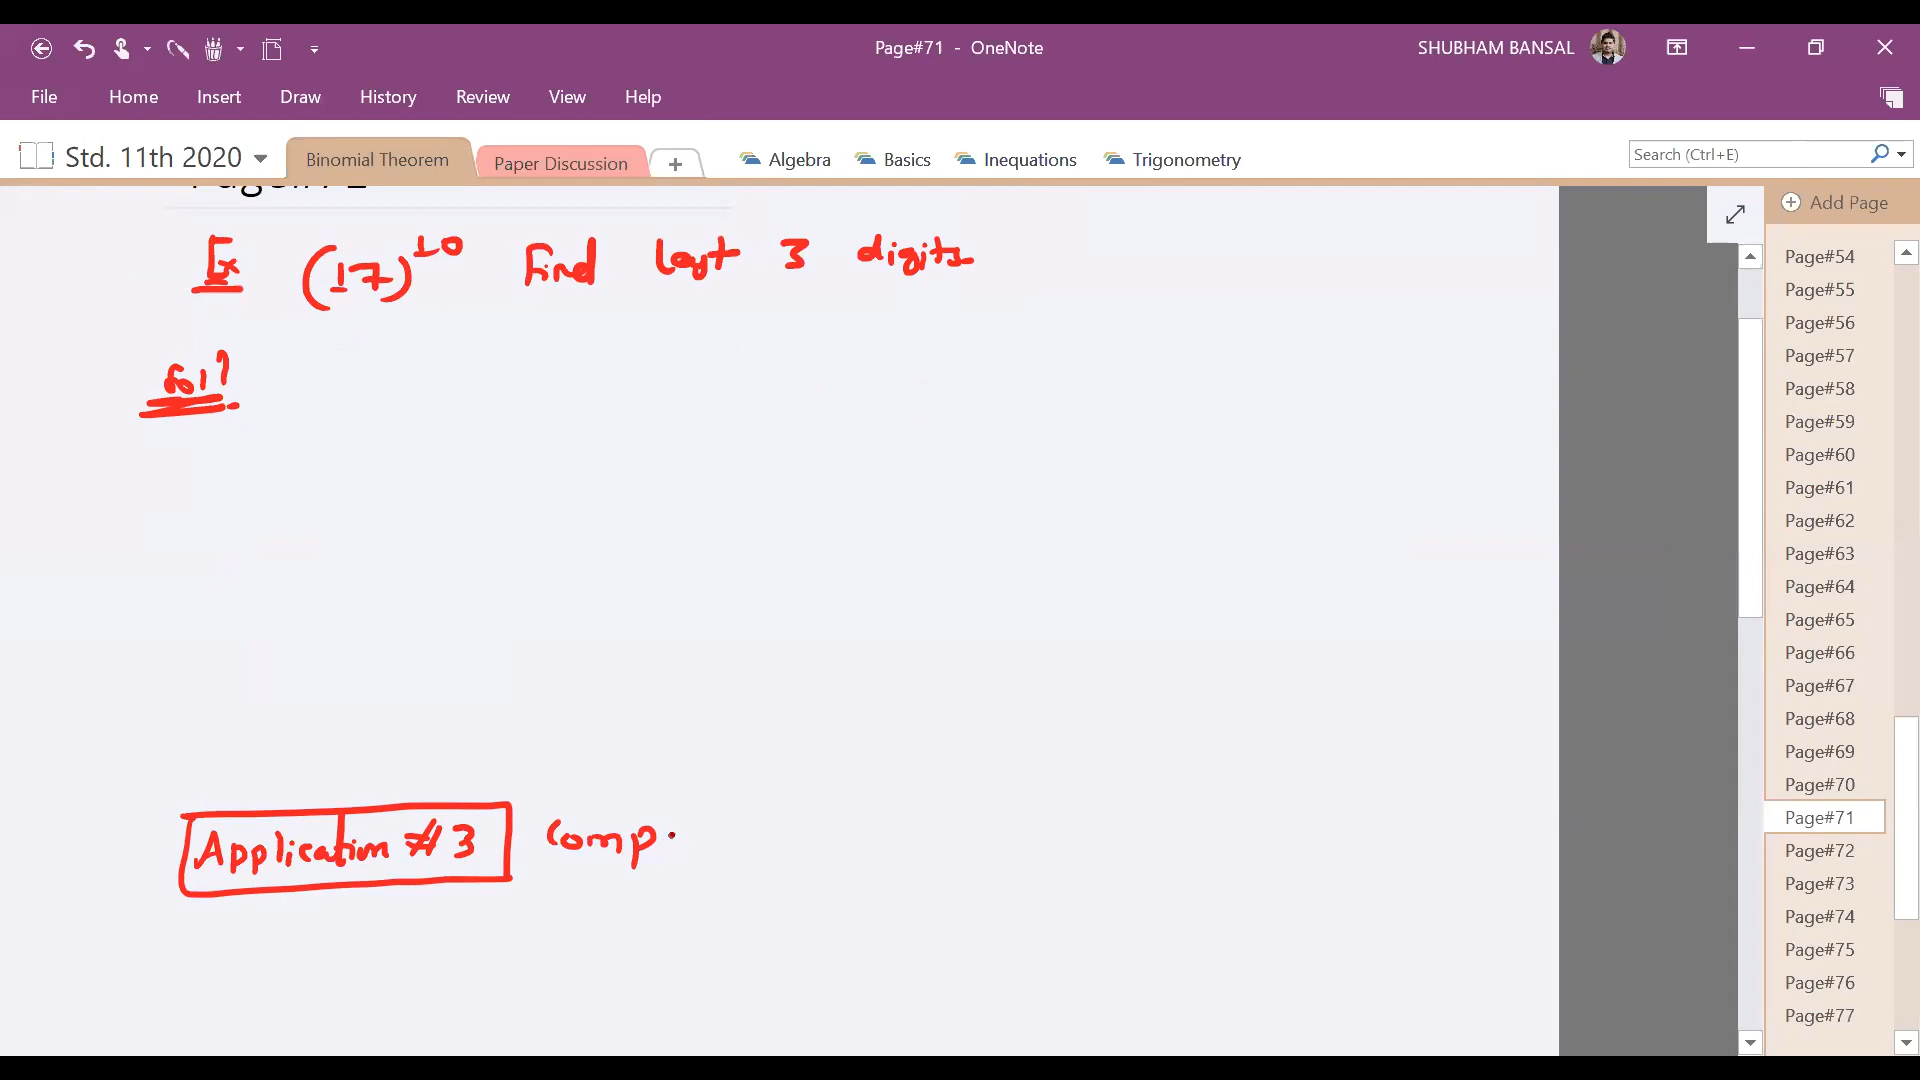 Page#71 - OneNote
SHUBHAM BANSAL
File Home Insert Draw History Review View Help
Std. 11th 2020
Binomial Theorem
Paper Discussion
Algebra
Basics
Inequations
Trigonometry
Search (Ctrl+E)
Add Page
Ex (17)^10 Find last 3 digits
Sol?
Application #3 Comp
Page#54
Page#55
Page#56
Page#57
Page#58
Page#59
Page#60
Page#61
Page#62
Page#63
Page#64
Page#65
Page#66
Page#67
Page#68
Page#69
Page#70
Page#71
Page#72
Page#73
Page#74
Page#75
Page#76
Page#77